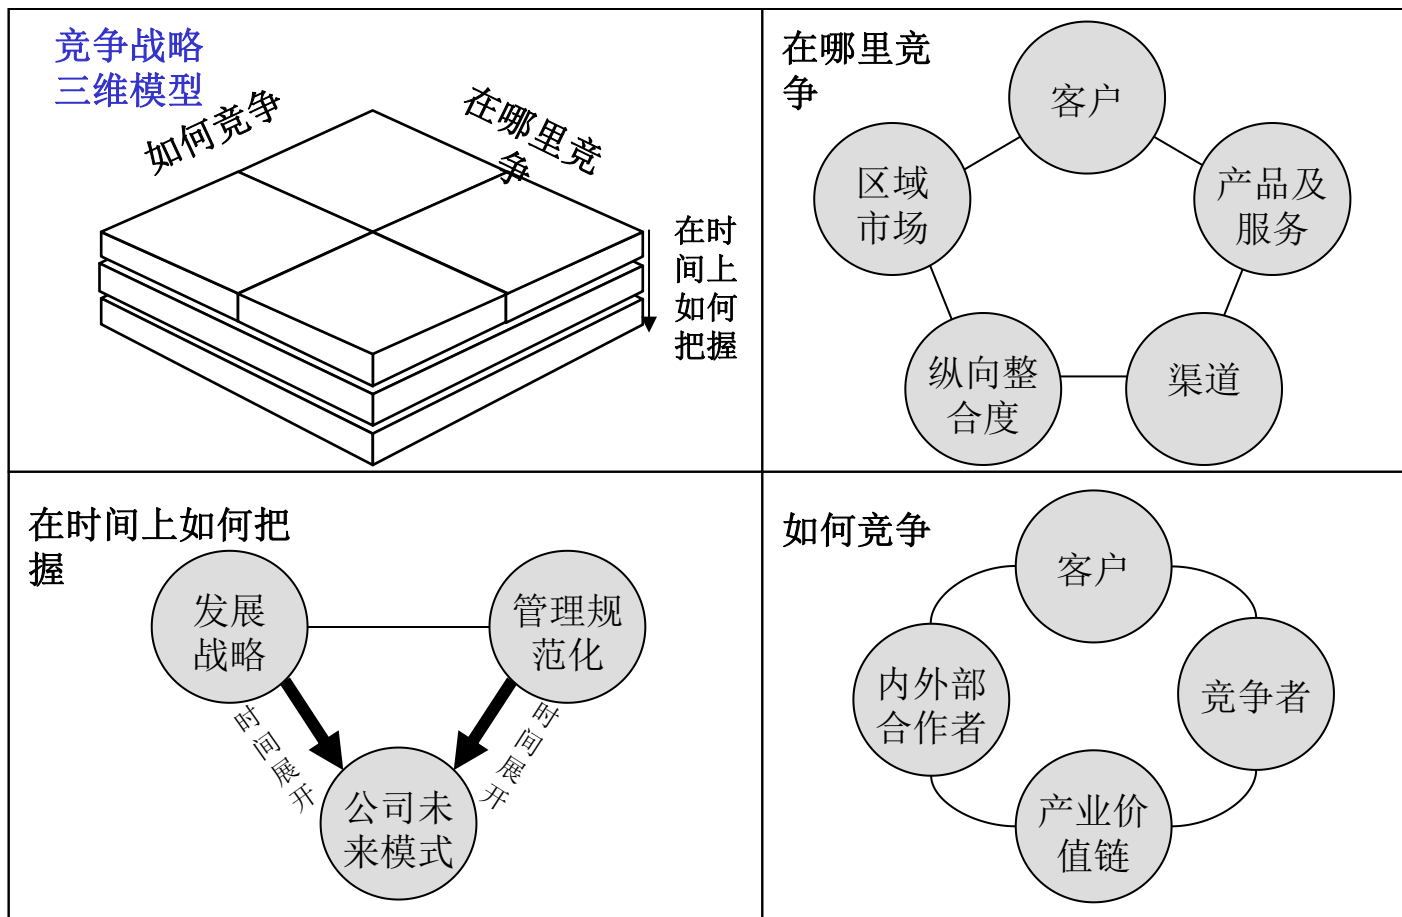 竞争战略
三维模型
如何竞争
在哪里竞
争
在时
间上
如何
把握
在哪里竞
争
客户
区域
市场
产品及
服务
纵向整
合度
渠道
在时间上如何把
握
发展
战略
管理规
范化
时间展开
时间展开
公司未
来模式
如何竞争
客户
内外部
合作者
竞争者
产业价
值链